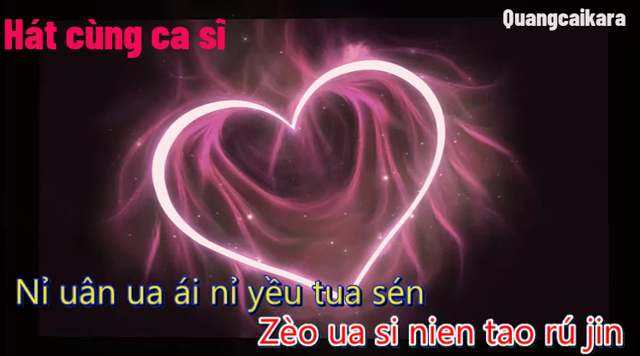 Quangcaikara
Hát cùng ca sĩ
Nỉ uân ua ái nỉ yều tua sén
Zèo ua si nien tao rú jin